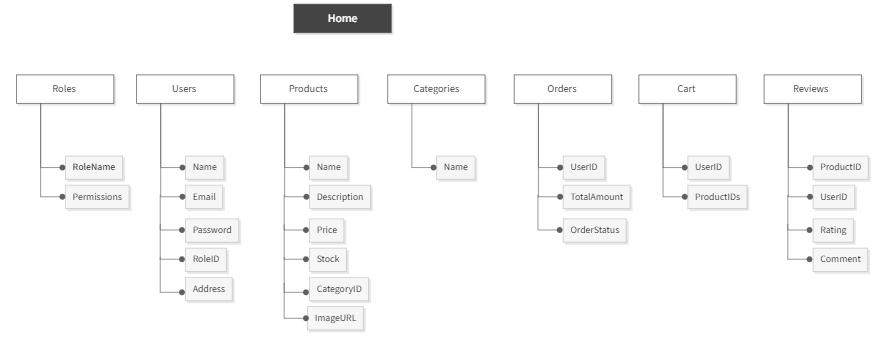 Home
Roles
Users
Products
Categories
Orders
Cart
Reviews
RoleName
Permissions
Name
Email
Password
RoleID
Address
Name
Description
Price
Stock
CategoryID
ImageURL
Name
UserID
TotalAmount
OrderStatus
UserID
ProductIDs
ProductID
UserID
Rating
Comment